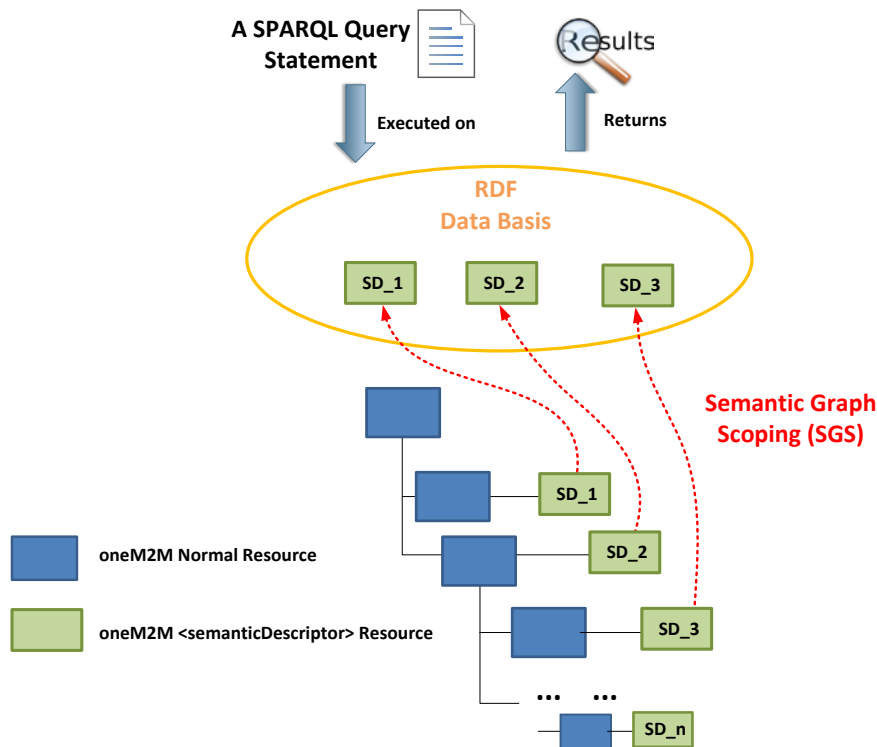 A SPARQL Query
Statement
Results
Executed on
Returns
RDF
Data Basis
SD_1
SD_2
SD_3
Semantic Graph
Scoping (SGS)
SD_1
SD_2
oneM2M Normal Resource
SD_3
oneM2M <semanticDescriptor> Resource
... ...
SD_n